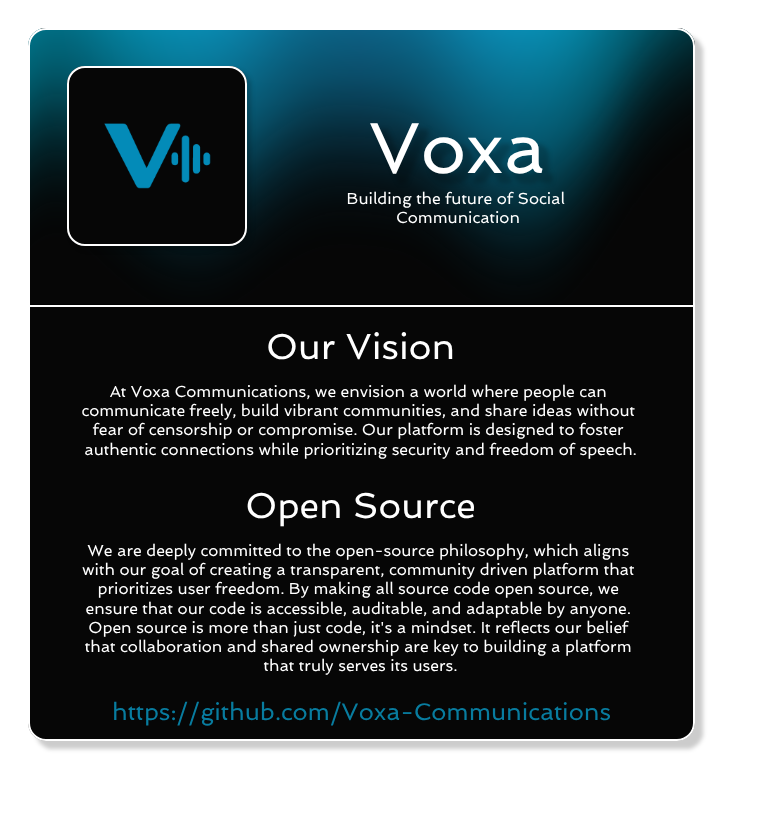 Voxa
Building the future of Social
Communication
Our Vision
At Voxa Communications, we envision a world where people can
communicate freely, build vibrant communities, and share ideas without
fear of censorship or compromise. Our platform is designed to foster
authentic connections while prioritizing security and freedom of speech.
Open Source
We are deeply committed to the open-source philosophy, which aligns
with our goal of creating a transparent, community driven platform that
prioritizes user freedom. By making all source code open source, we
ensure that our code is accessible, auditable, and adaptable by anyone.
Open source is more than just code, it's a mindset. It reflects our belief
that collaboration and shared ownership are key to building a platform
that truly serves its users.
https://github.com/Voxa-Communications